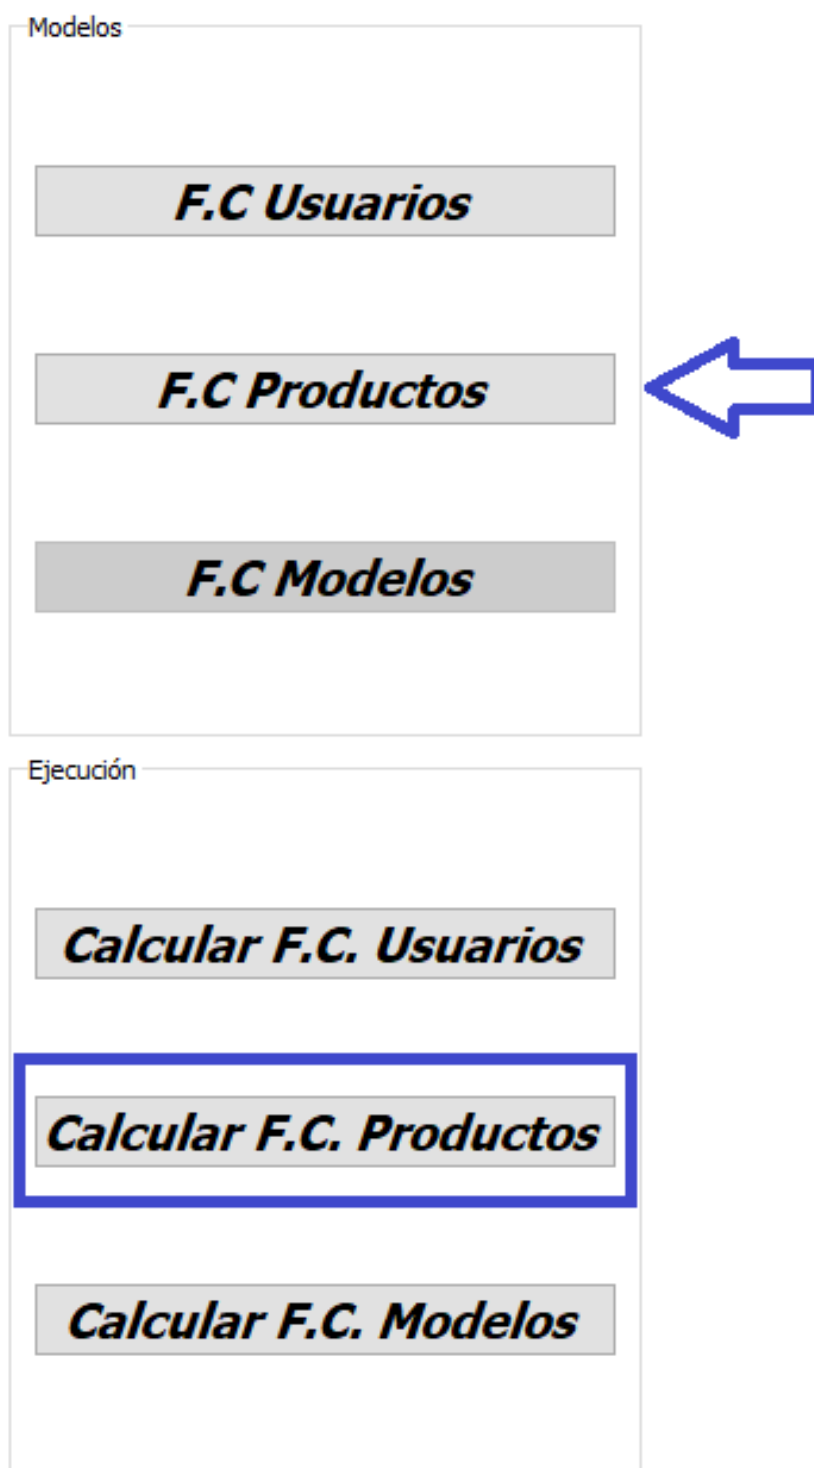 Modelos
F.C Usuarios
F.C Productos
F.C Modelos
Ejecución
Calcular F.C. Usuarios
Calcular F.C. Productos
Calcular F.C. Modelos